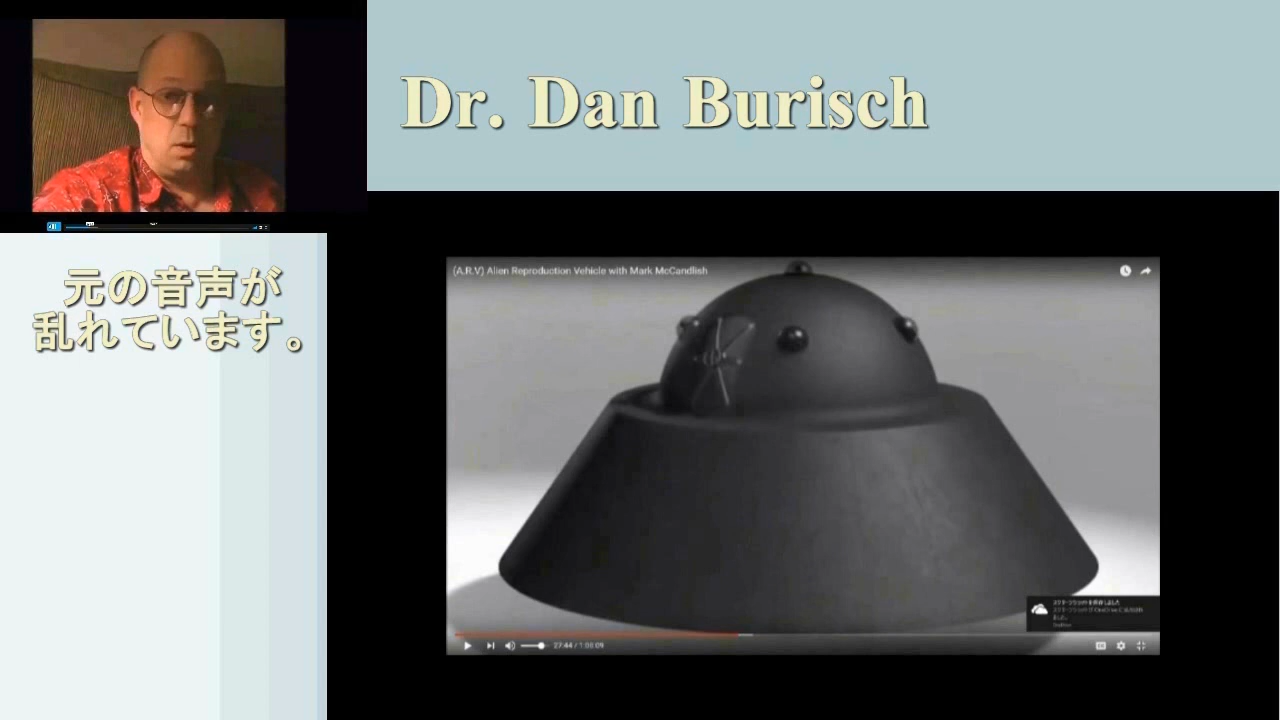 Dr. Dan Burisch
元の音声が
乱れています。
(A.R.V) Alien Reproduction Vehicle with Mark McCandlish
27:44 / 1:08:09